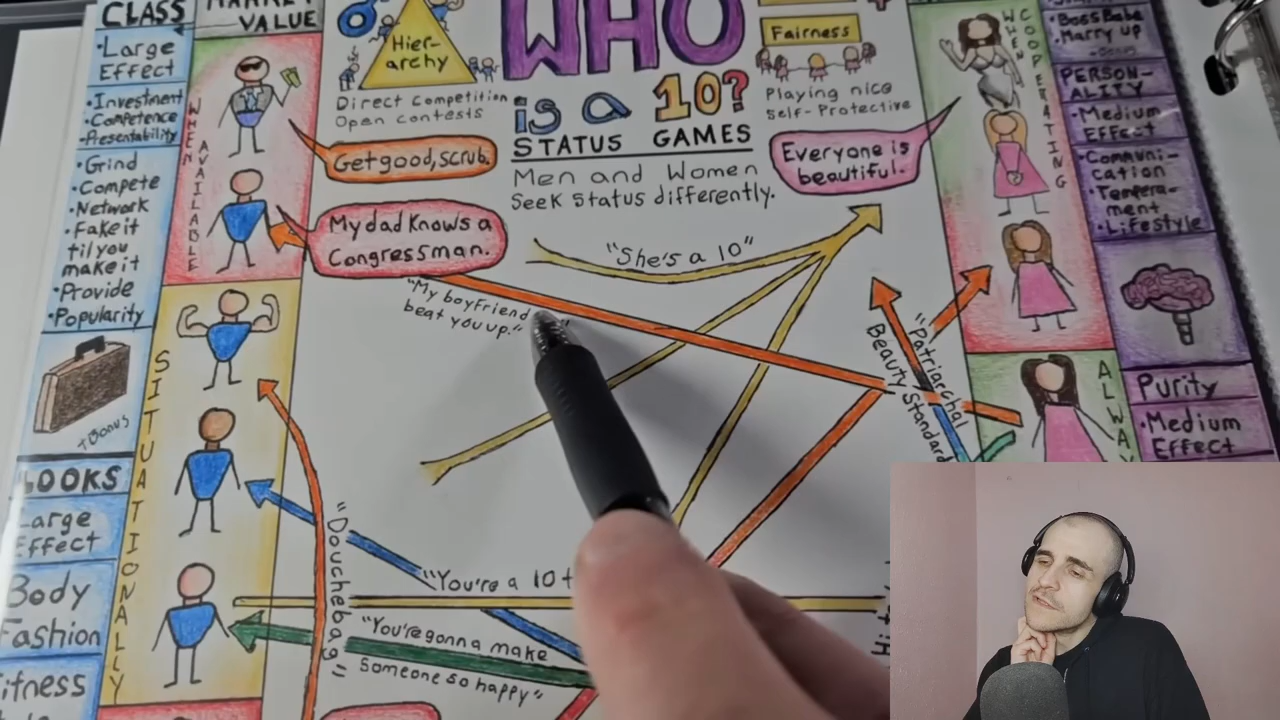 CLASS
MARKET
VALUE
Large
Effect
•Investment
•Competence
•Presentability
•Grind
•Compete
•Network
•Fake it
til you
make it
•Provide
•Popularity
+Bonus
LOOKS
Large
Effect
Body
Fashion
Fitness
WHEN AVAILABLE
SITUATIONALLY
Hier-
archy
Direct Competition
Open contests
WHO
is a 10?
STATUS GAMES
Men and Women
Seek Status differently.
Fairness
Playing nice
Self-Protective
Get good, scrub.
My dad knows a
Congressman.
Everyone is
beautiful.
"She's a 10"
"My boyfriend
beat you up."
"Patriarchal
Beauty Standard
"Douchebag"
"You're a 10+
"You're gonna make
someone so happy"
WHEN
COOPERATING
ALWAY
•Boss Babe
•Marry up
PERSON-
ALITY
•Medium
Effect
•Communi-
cation
•Tempera-
ment
•Lifestyle
Purity
•Medium
Effect